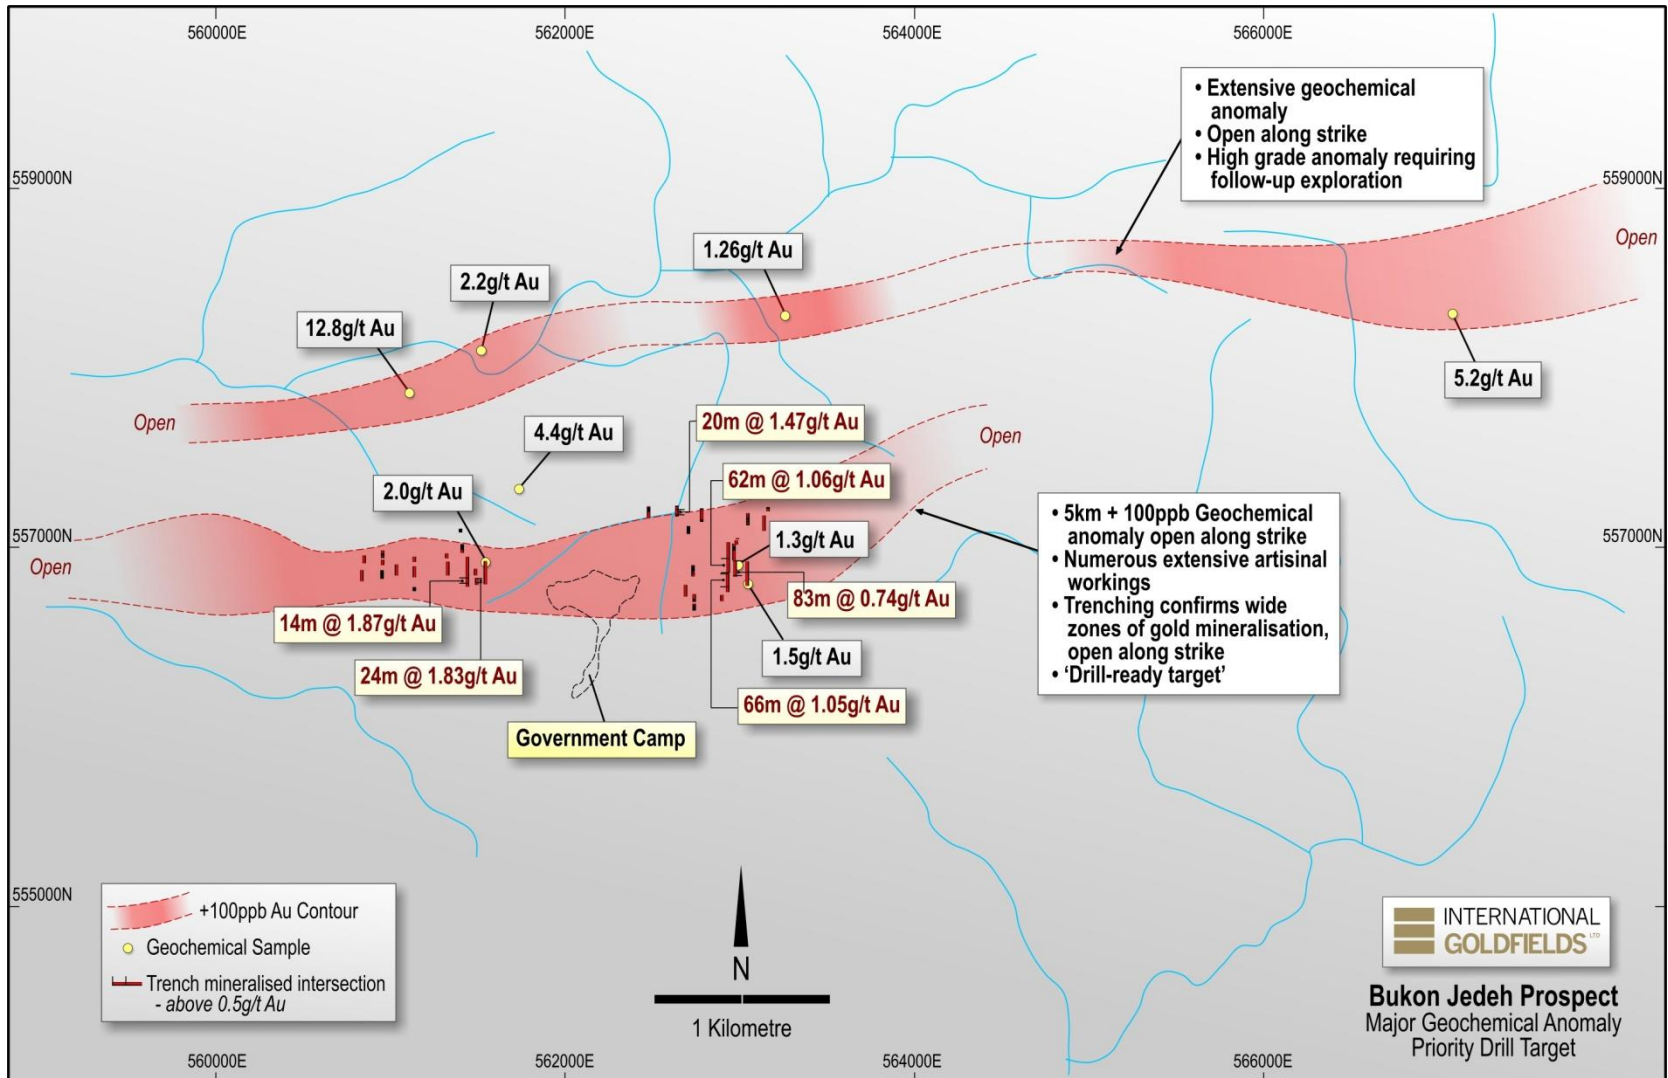 560000E
562000E
564000E
566000E
• Extensive geochemical
anomaly
• Open along strike
• High grade anomaly requiring
follow-up exploration
559000N
559000N
Open
1.26g/t Au
2.2g/t Au
12.8g/t Au
5.2g/t Au
Open
20m @ 1.47g/t Au
4.4g/t Au
Open
62m @ 1.06g/t Au
2.0g/t Au
• 5km + 100ppb Geochemical
anomaly open along strike
• Numerous extensive artisinal
workings
• Trenching confirms wide
zones of gold mineralisation,
open along strike
• ‘Drill-ready target’
557000N
557000N
1.3g/t Au
Open
83m @ 0.74g/t Au
14m @ 1.87g/t Au
1.5g/t Au
24m @ 1.83g/t Au
66m @ 1.05g/t Au
Government Camp
555000N
+100ppb Au Contour
Geochemical Sample
Trench mineralised intersection
- above 0.5g/t Au
N
1 Kilometre
INTERNATIONAL
GOLDFIELDS LTD
Bukon Jedeh Prospect
Major Geochemical Anomaly
Priority Drill Target
560000E
562000E
564000E
566000E